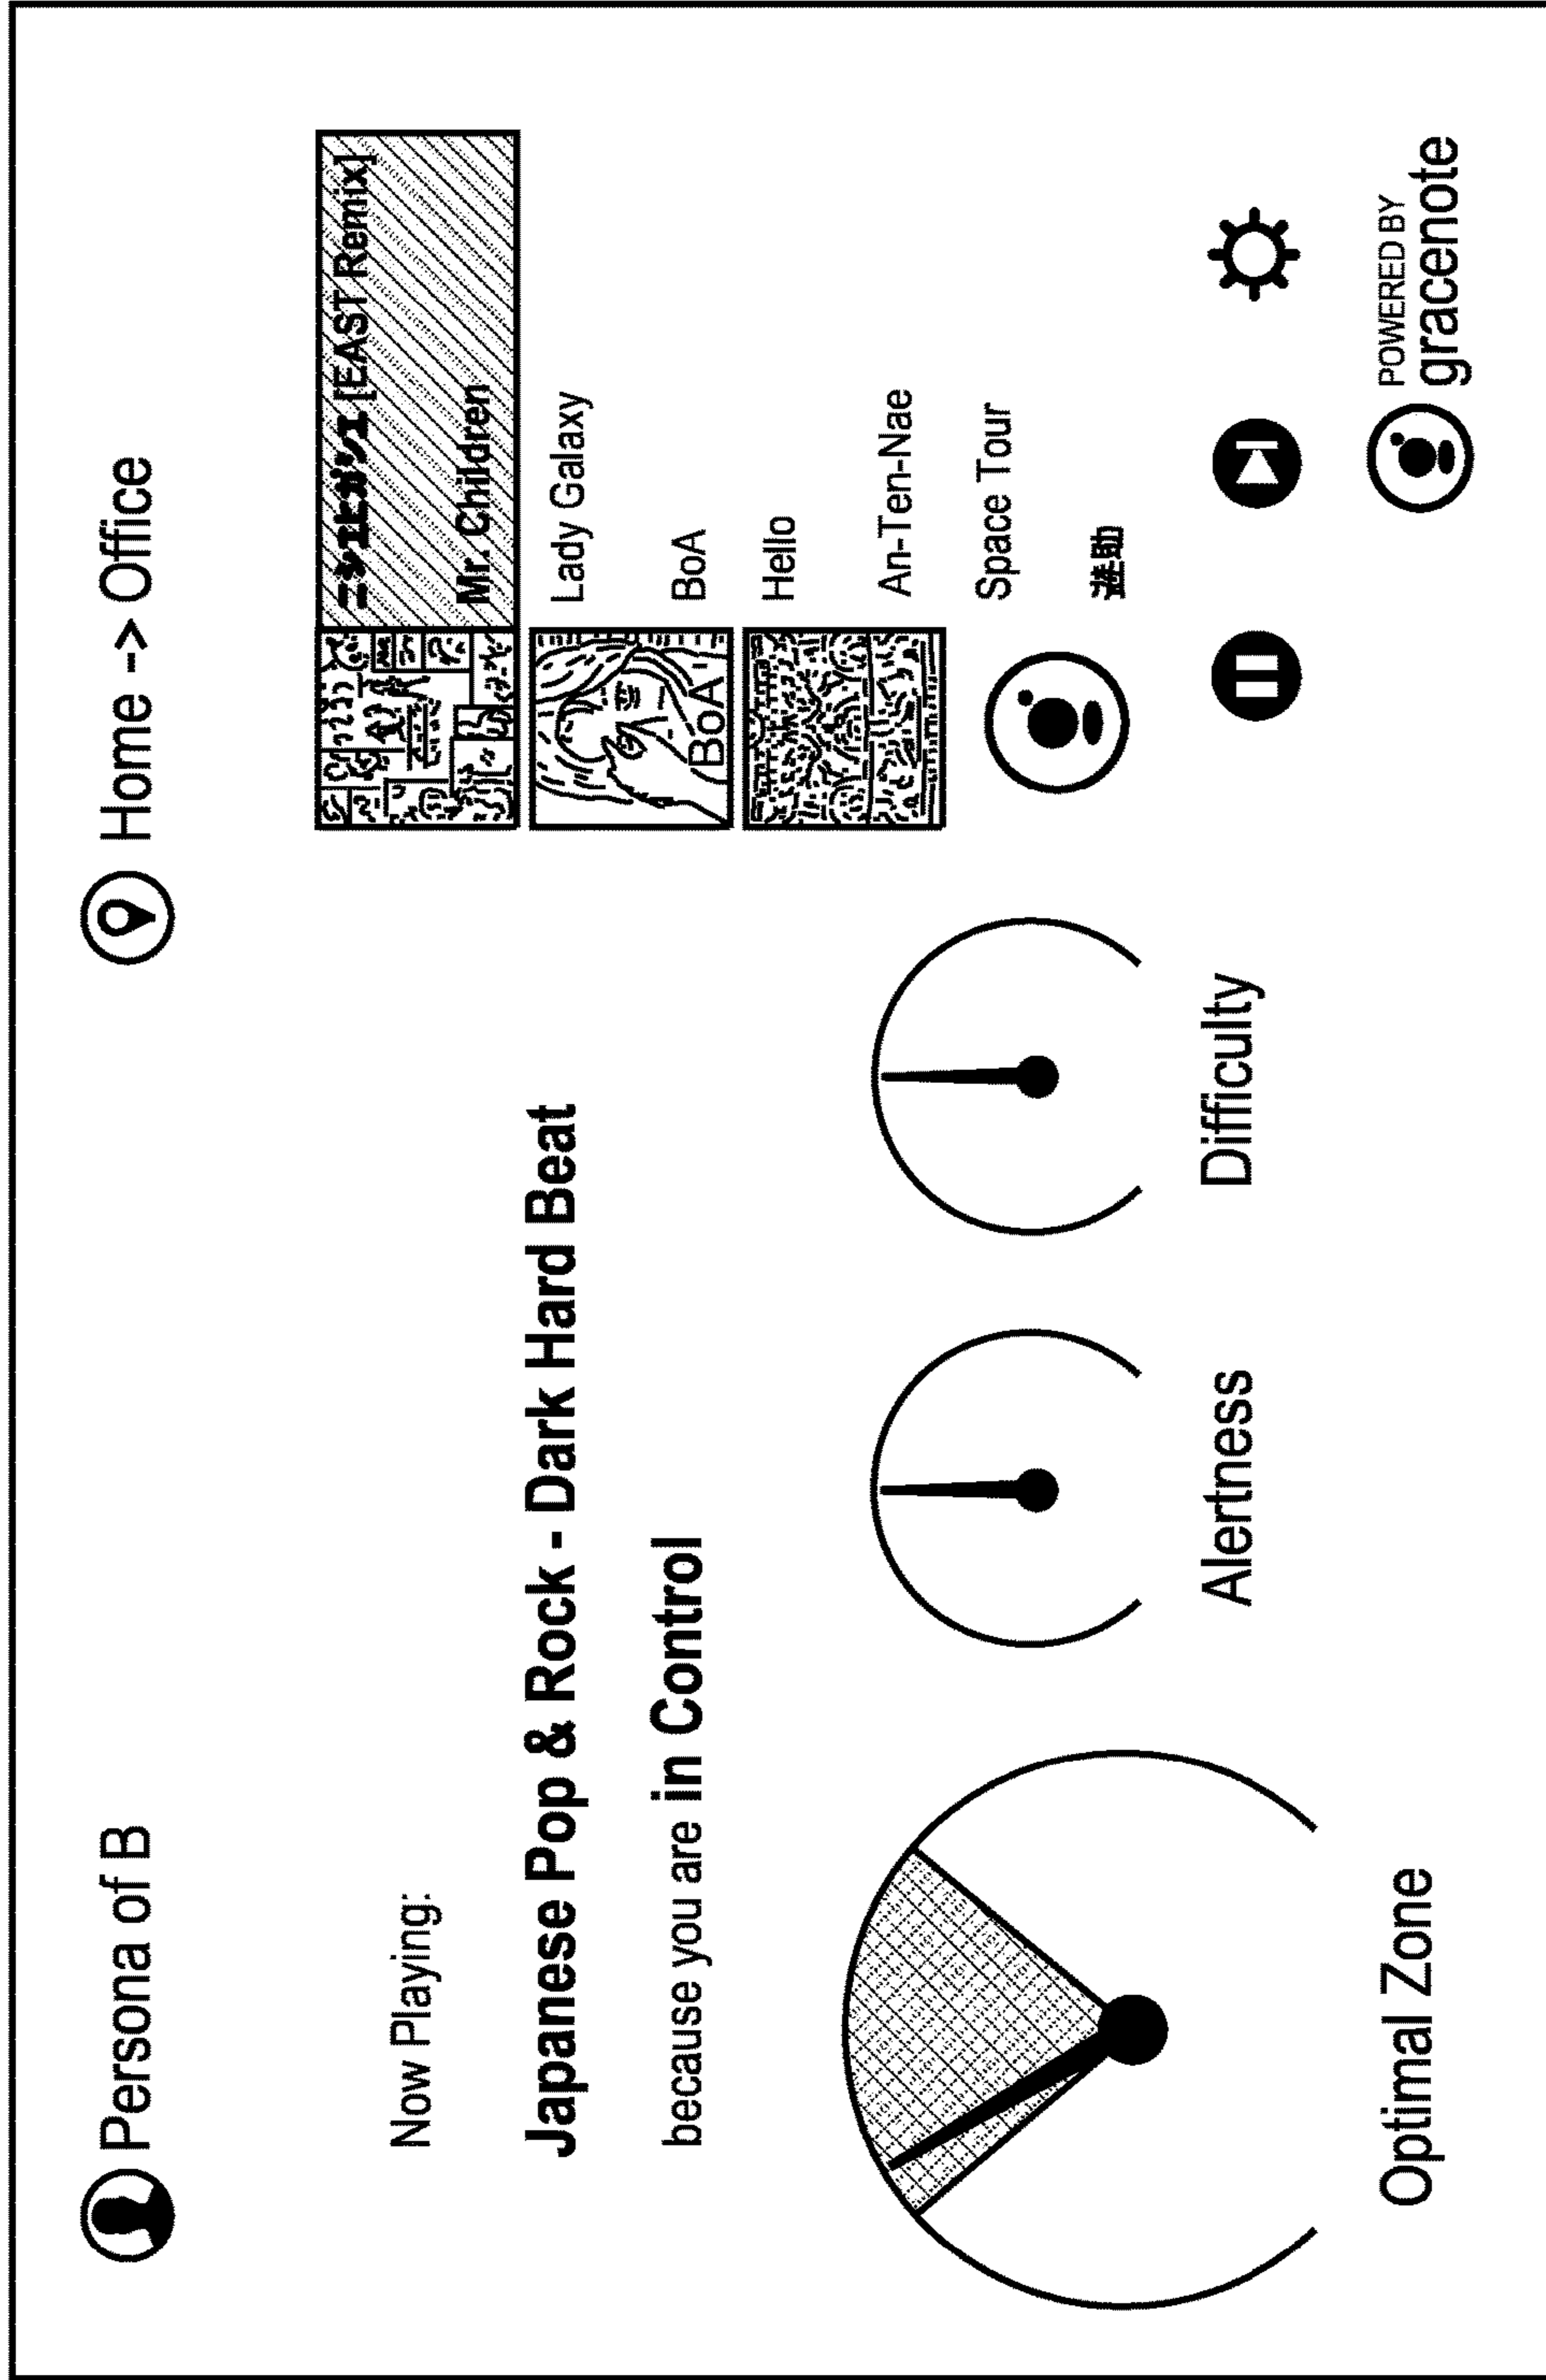 Persona of B
Home -> Office
Now Playing:
Japanese Pop & Rock - Dark Hard Beat
because you are in Control
[EAST Remix]
Mr. Children
Lady Galaxy
BoA
BoA
Hello
An-Ten-Nae
Space Tour
Optimal Zone
Alertness
Difficulty
POWERED BY
gracenote